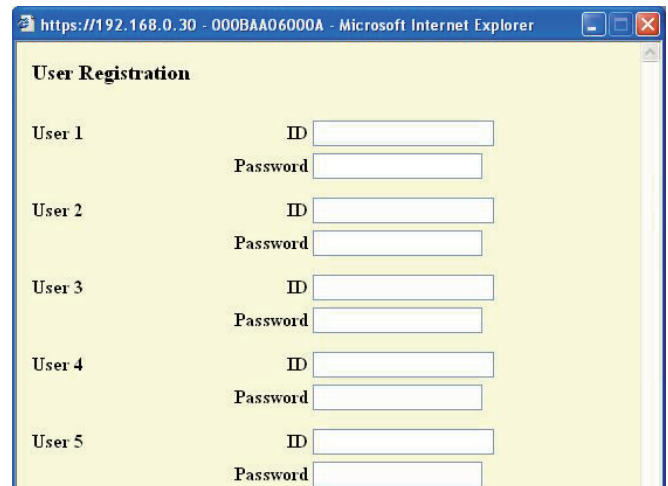 https://192.168.0.30 - 000BAA06000A - Microsoft Internet Explorer
User Registration
User 1 ID
Password
User 2 ID
Password
User 3 ID
Password
User 4 ID
Password
User 5 ID
Password